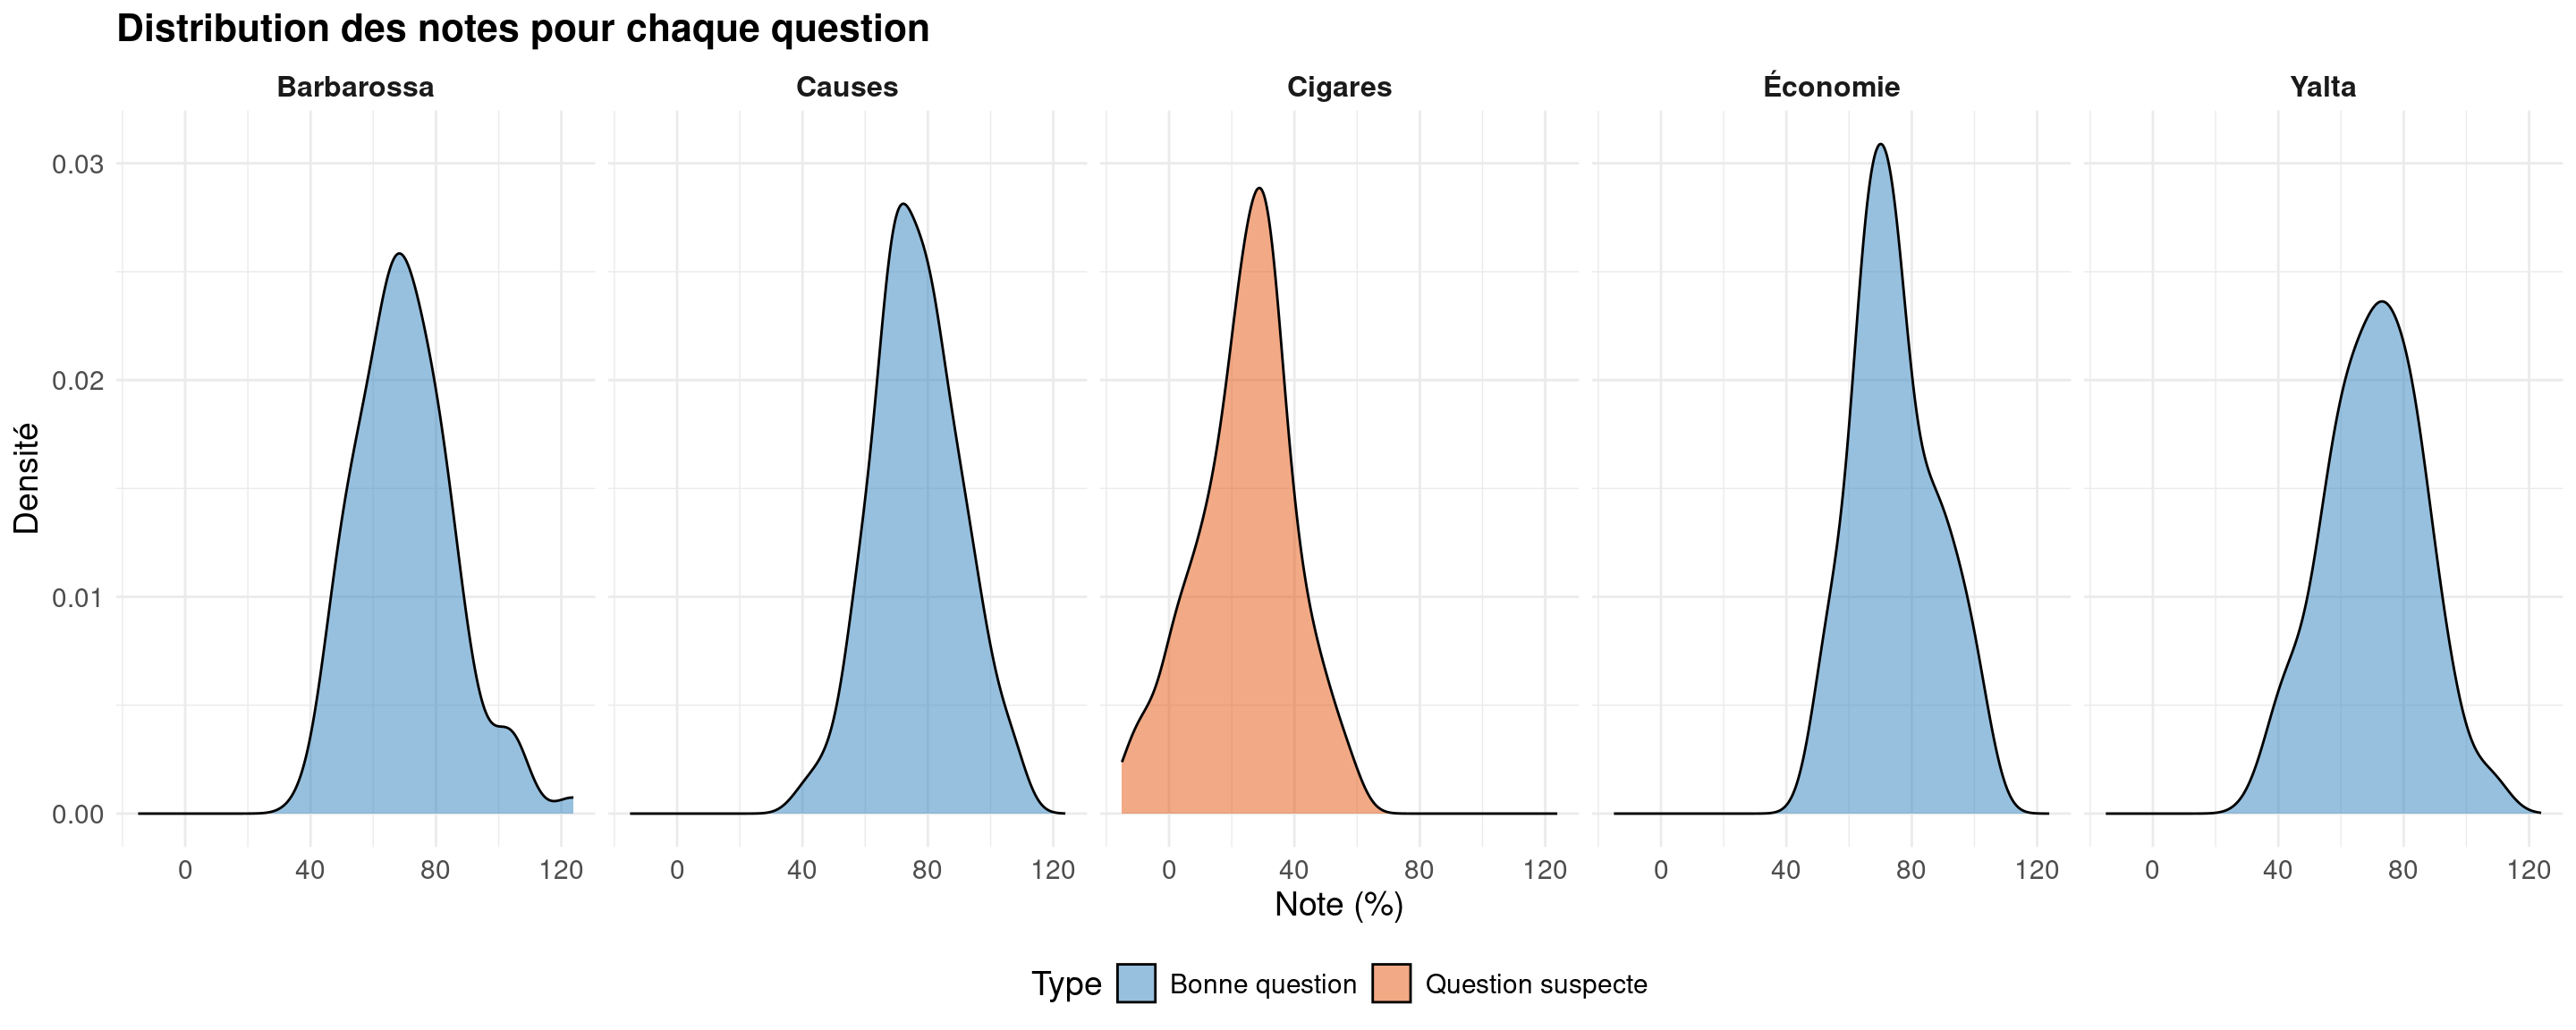 Distribution des notes pour chaque question
Barbarossa
Causes
Cigares
Économie
Yalta
Densité
0.03
0.02
0.01
0.00
0 40 80 120
0 40 80 120
0 40 80 120
0 40 80 120
0 40 80 120
Note (%)
Type Bonne question Question suspecte